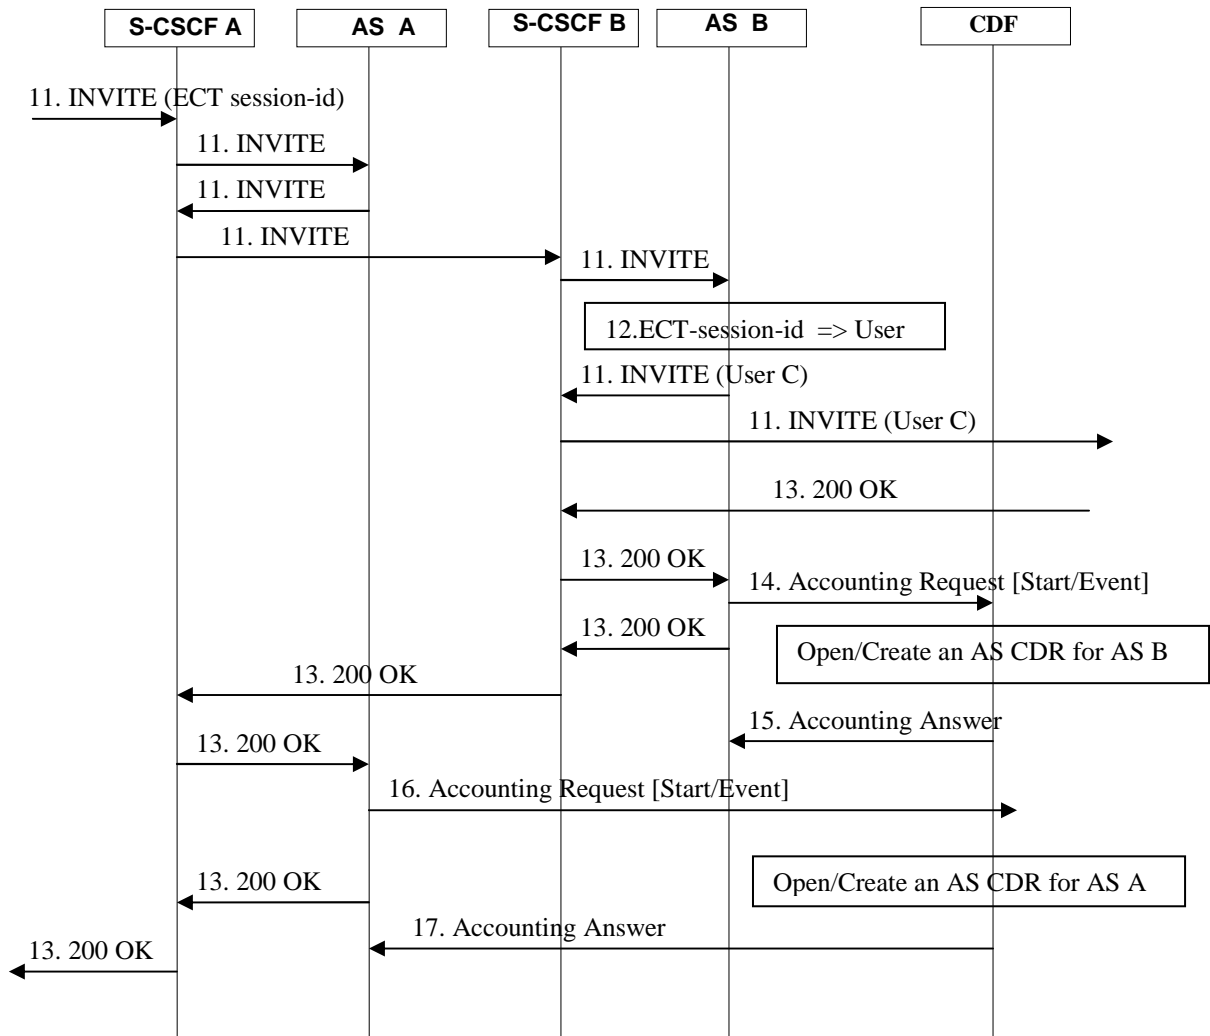 S-CSCF A
AS A
S-CSCF B
AS B
CDF
11. INVITE (ECT session-id)
11. INVITE
11. INVITE
11. INVITE
11. INVITE
12.ECT-session-id => User
11. INVITE (User C)
11. INVITE (User C)
13. 200 OK
13. 200 OK
14. Accounting Request [Start/Event]
13. 200 OK
Open/Create an AS CDR for AS B
13. 200 OK
15. Accounting Answer
13. 200 OK
16. Accounting Request [Start/Event]
13. 200 OK
Open/Create an AS CDR for AS A
17. Accounting Answer
13. 200 OK